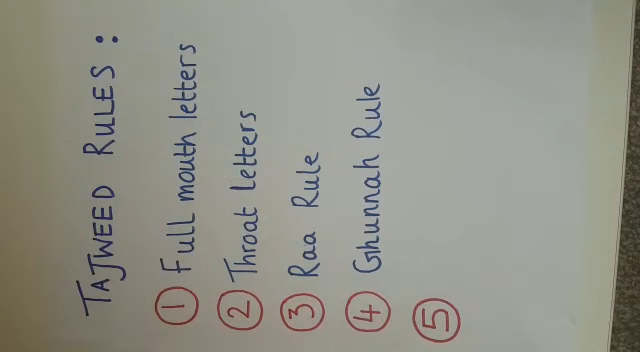 TAJWEED RULES:
① Full mouth letters
② Throat Letters
③ Raa Rule
④ Ghunnah Rule
⑤